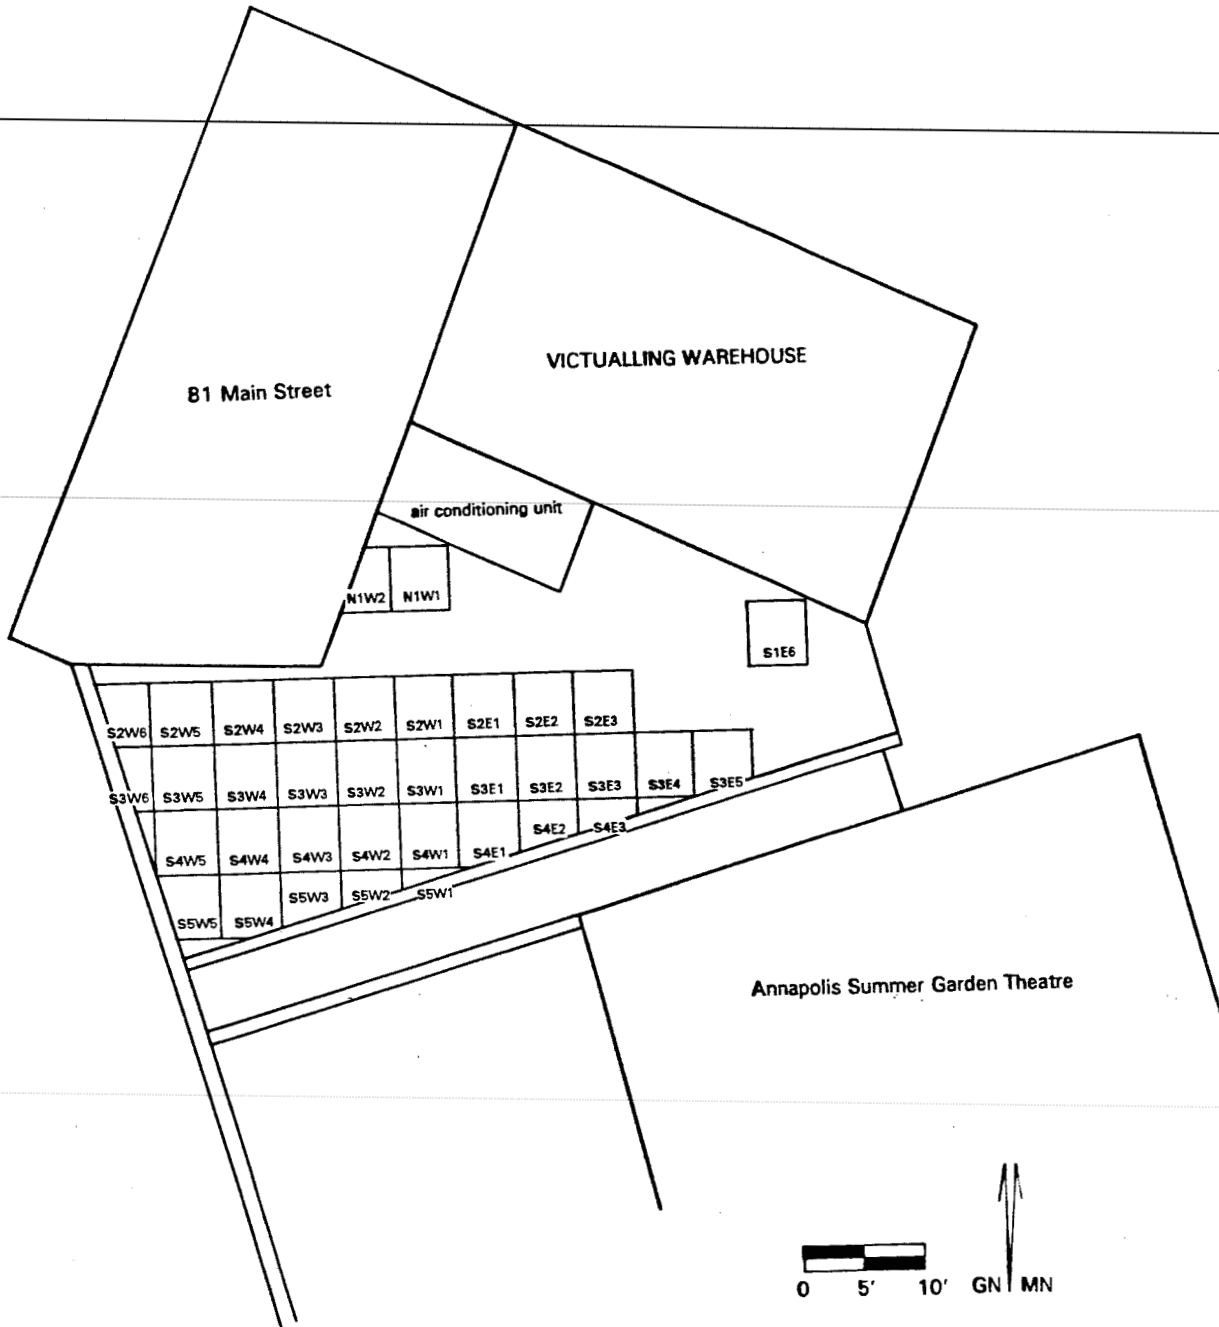 VICTUALLING WAREHOUSE
81 Main Street
air conditioning unit
N1W2 N1W1
S1E6
S2W6 S2W5 S2W4 S2W3 S2W2 S2W1 S2E1 S2E2 S2E3
S3W6 S3W5 S3W4 S3W3 S3W2 S3W1 S3E1 S3E2 S3E3 S3E4 S3E5
S4W5 S4W4 S4W3 S4W2 S4W1 S4E1 S4E2 S4E3
S5W5 S5W4 S5W3 S5W2 S5W1
Annapolis Summer Garden Theatre
0 5' 10' GN MN